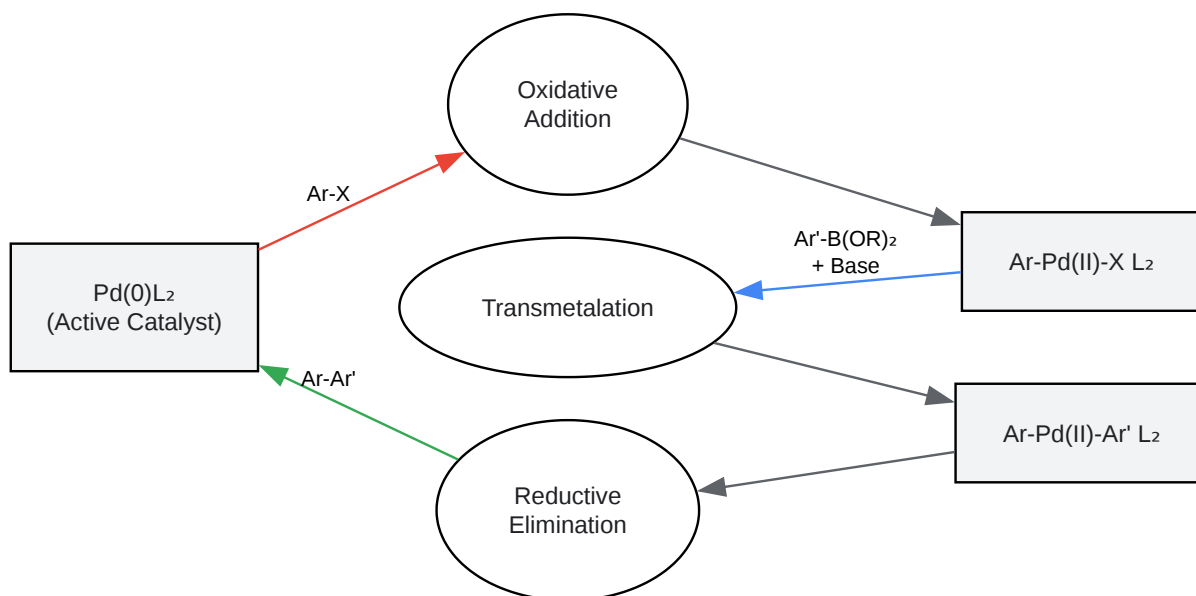 Oxidative
Addition
Ar-X
Ar'-B(OR)₂
+ Base
Ar-Pd(II)-X L₂
Pd(0)L₂
(Active Catalyst)
Transmetalation
Ar-Ar'
Ar-Pd(II)-Ar' L₂
Reductive
Elimination